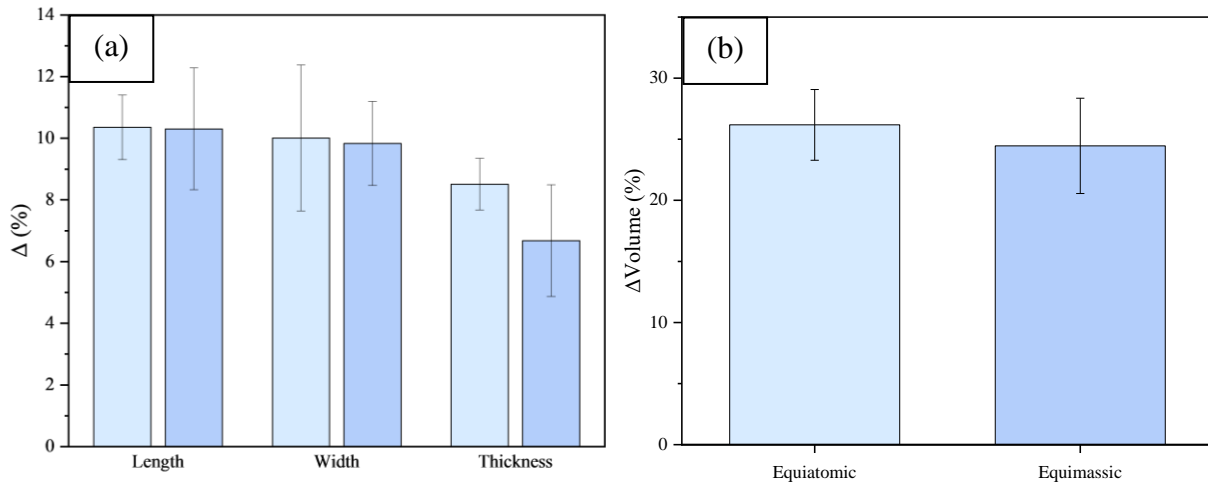 (a)
14
12
10
8
6
4
2
0
Δ (%)
Length Width Thickness
(b)
30
20
10
0
ΔVolume (%)
Equiatomic Equimassic